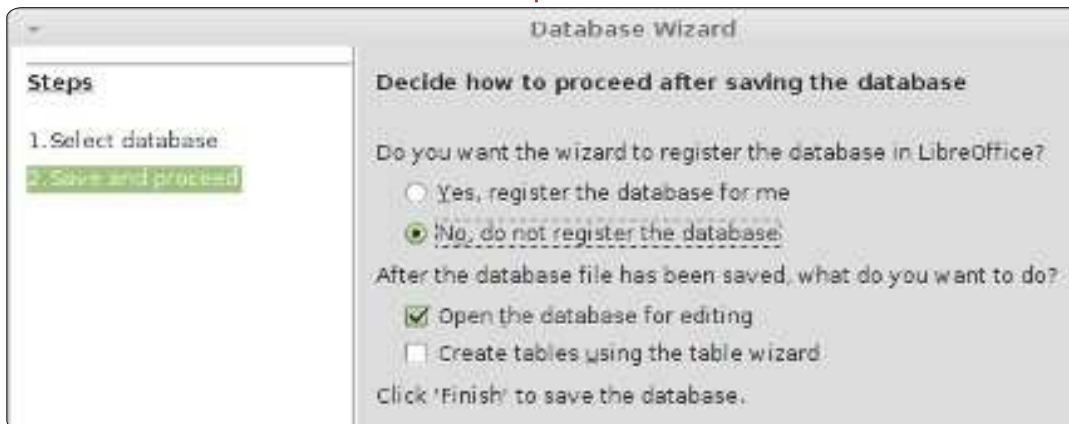 Database Wizard
Steps
1. Select database
2. Save and proceed
Decide how to proceed after saving the database
Do you want the wizard to register the database in LibreOffice?
Yes, register the database for me
No, do not register the database
After the database file has been saved, what do you want to do?
Open the database for editing
Create tables using the table wizard
Click 'Finish' to save the database.